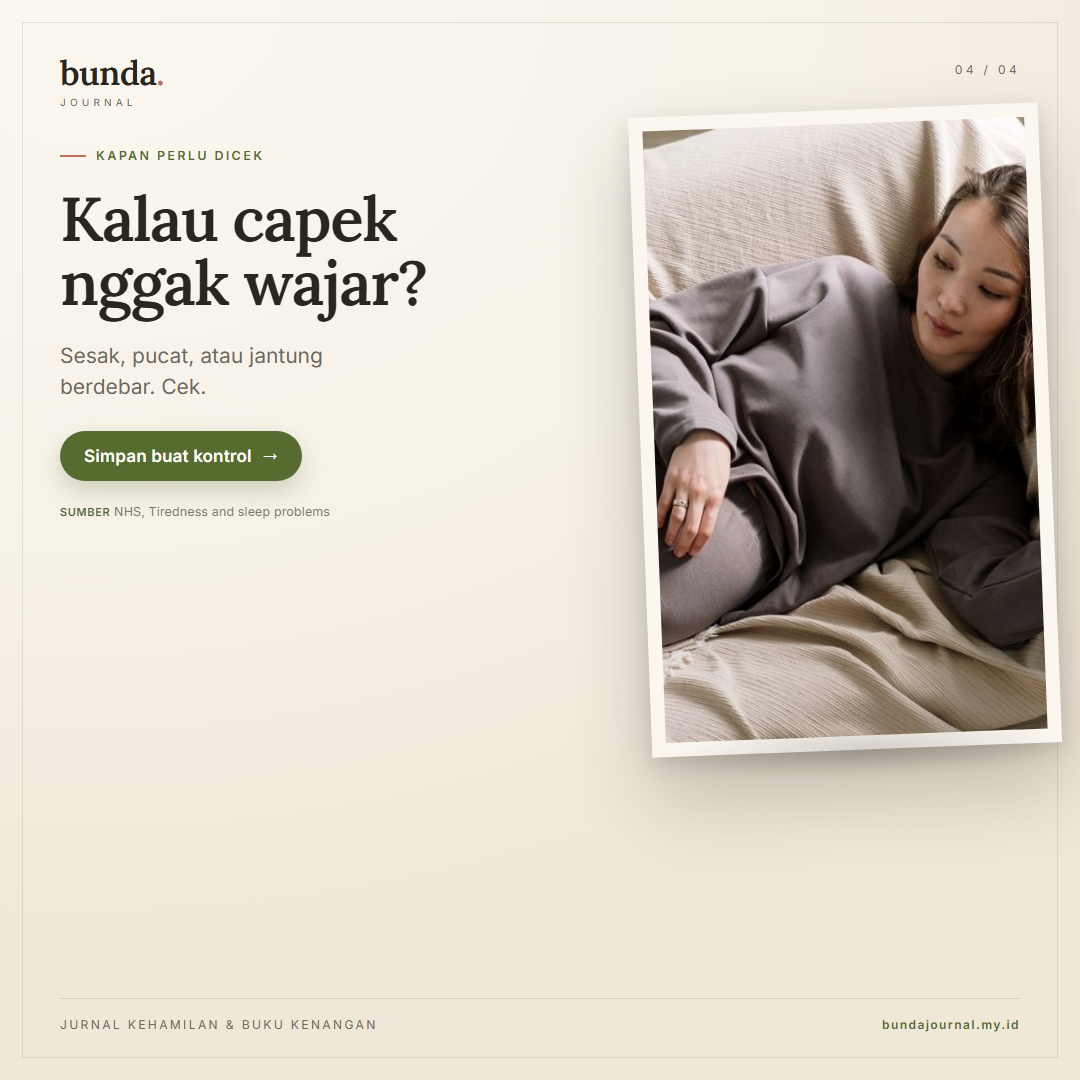 bunda.
JOURNAL
04 / 04
KAPAN PERLU DICEK
Kalau capek
nggak wajar?
Sesak, pucat, atau jantung
berdebar. Cek.
Simpan buat kontrol →
SUMBER NHS, Tiredness and sleep problems
JURNAL KEHAMILAN & BUKU KENANGAN
bundajournal.my.id